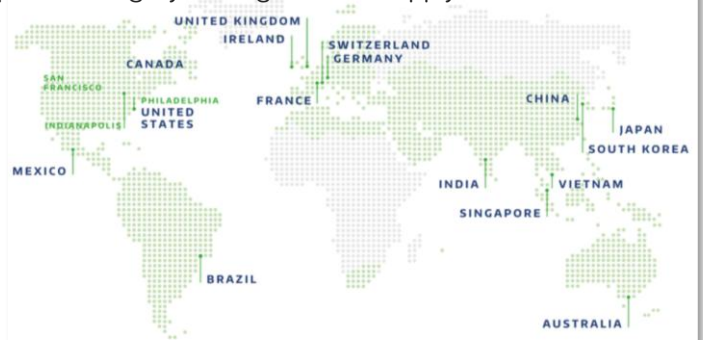 UNITED KINGDOM
IRELAND
SWITZERLAND
GERMANY
CANADA
SAN
FRANCISCO
FRANCE
PHILADELPHIA
CHINA
INDIANAPOLIS
UNITED
STATES
JAPAN
SOUTH KOREA
MEXICO
INDIA
VIETNAM
SINGAPORE
BRAZIL
AUSTRALIA